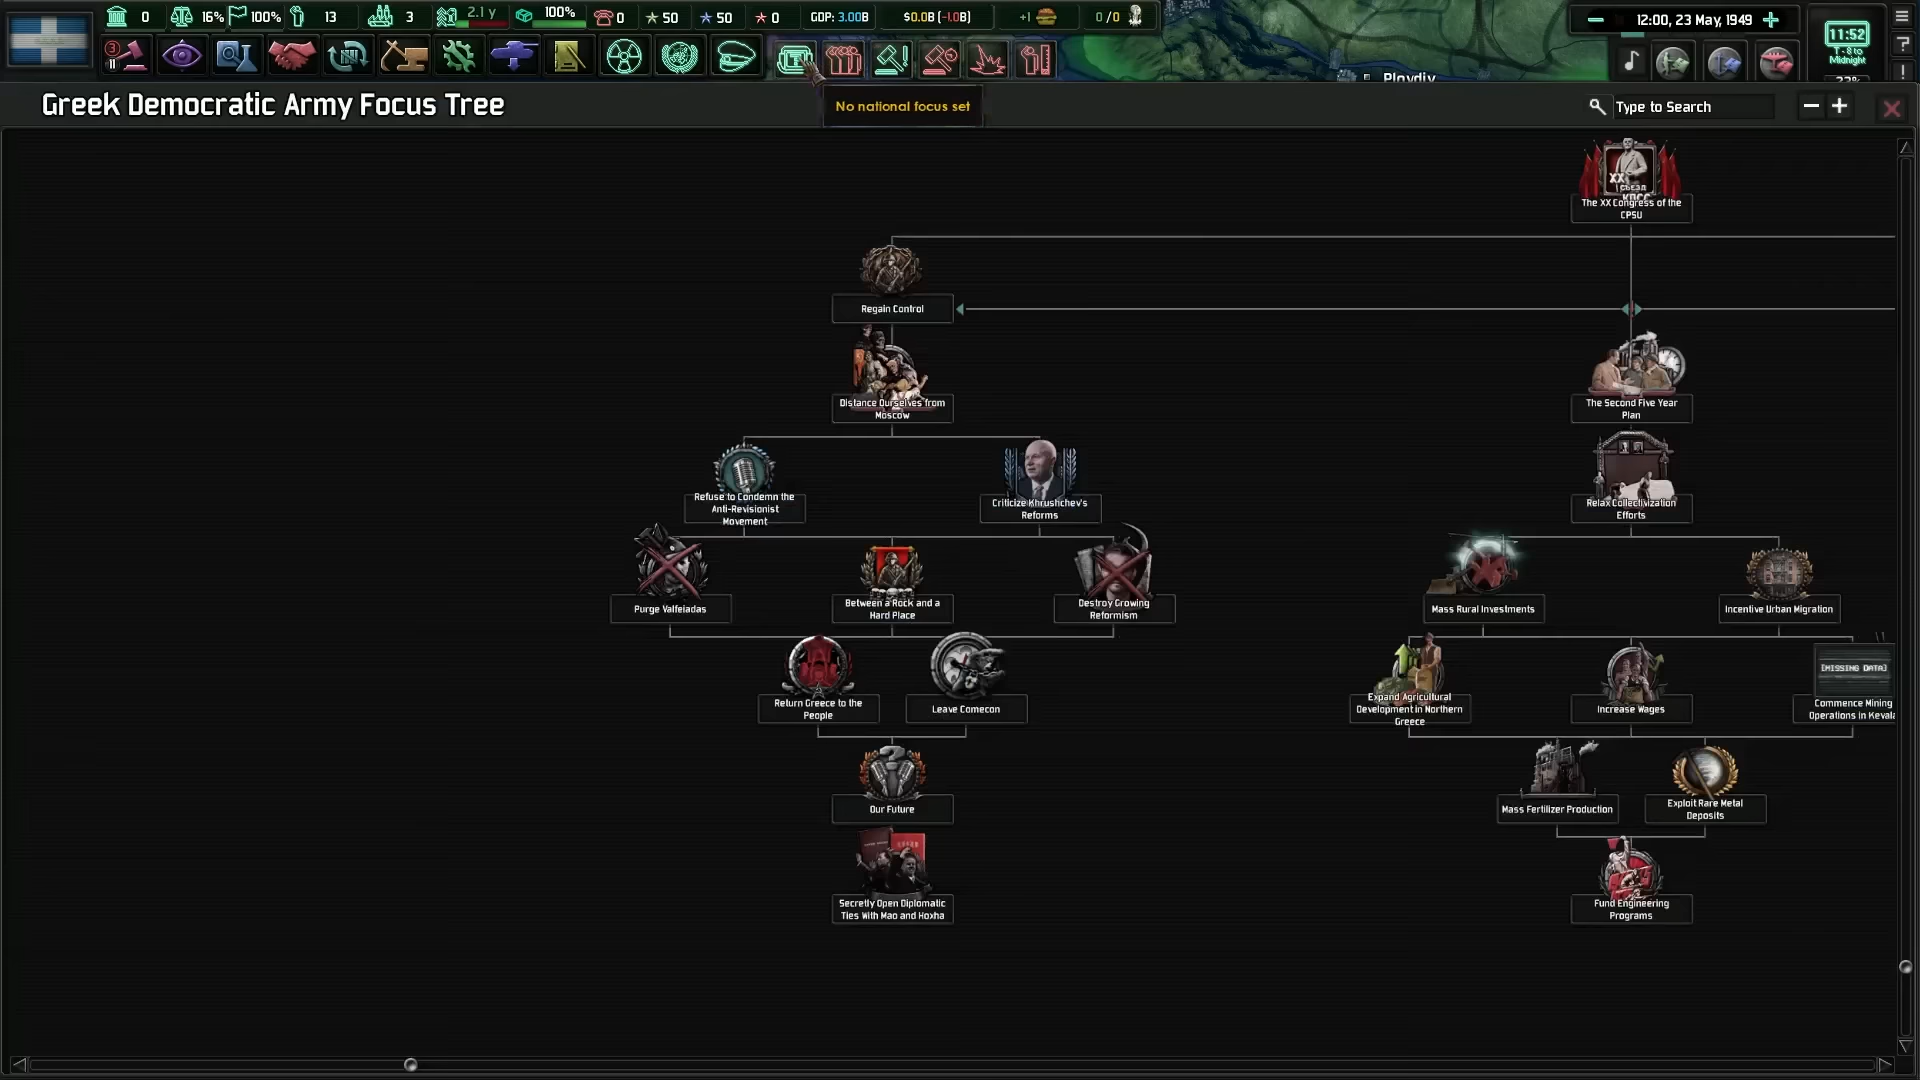 0
16%
100%
13
3
2.1 y
100%
0
50
50
0
GDP: 3.00B
$0.0B (-1.0B)
+1
0/0
12:00, 23 May, 1949
11:52
T - 8 to
Midnight
Plovdiv
Greek Democratic Army Focus Tree
No national focus set
Type to Search
XX
СЪЕЗД
КПСС
The XX Congress of the
CPSU
Regain Control
Distance Ourselves from
Moscow
The Second Five Year
Plan
Refuse to Condemn the
Anti-Revisionist
Movement
Criticize Khrushchev's
Reforms
Relax Collectivization
Efforts
Purge Valfeiadas
Between a Rock and a
Hard Place
Destroy Growing
Reformism
Mass Rural Investments
Incentive Urban Migration
Return Greece to the
People
Leave Comecon
Expand Agricultural
Development in Northern
Greece
Increase Wages
[MISSING DATA]
Commence Mining
Operations in Kevala
Our Future
Mass Fertilizer Production
Exploit Rare Metal
Deposits
Secretly Open Diplomatic
Ties With Mao and Hoxha
Fund Engineering
Programs